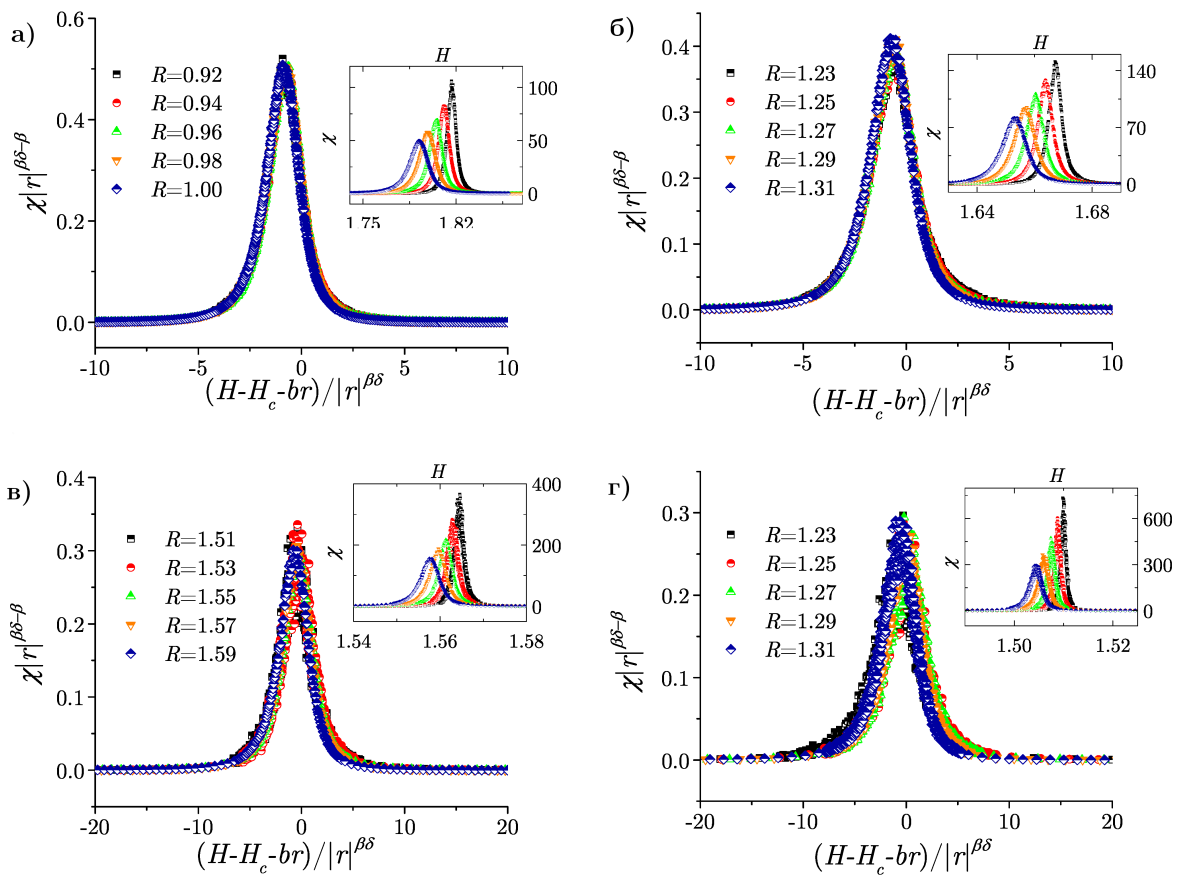 а)
χ|r|^βδ–β
0.6
0.4
0.2
0.0
R=0.92
R=0.94
R=0.96
R=0.98
R=1.00
H
χ
100
50
0
1.75 1.82
-10 -5 0 5 10
(H-H_c-br)/|r|^βδ
б)
χ|r|^βδ–β
0.4
0.3
0.2
0.1
0.0
R=1.23
R=1.25
R=1.27
R=1.29
R=1.31
H
χ
140
70
0
1.64 1.68
-10 -5 0 5 10
(H-H_c-br)/|r|^βδ
в)
χ|r|^βδ–β
0.4
0.3
0.2
0.1
0.0
R=1.51
R=1.53
R=1.55
R=1.57
R=1.59
H
χ
400
200
0
1.54 1.56 1.58
-20 -10 0 10 20
(H-H_c-br)/|r|^βδ
г)
χ|r|^βδ–β
0.3
0.2
0.1
0.0
R=1.23
R=1.25
R=1.27
R=1.29
R=1.31
H
χ
600
300
0
1.50 1.52
-20 -10 0 10 20
(H-H_c-br)/|r|^βδ